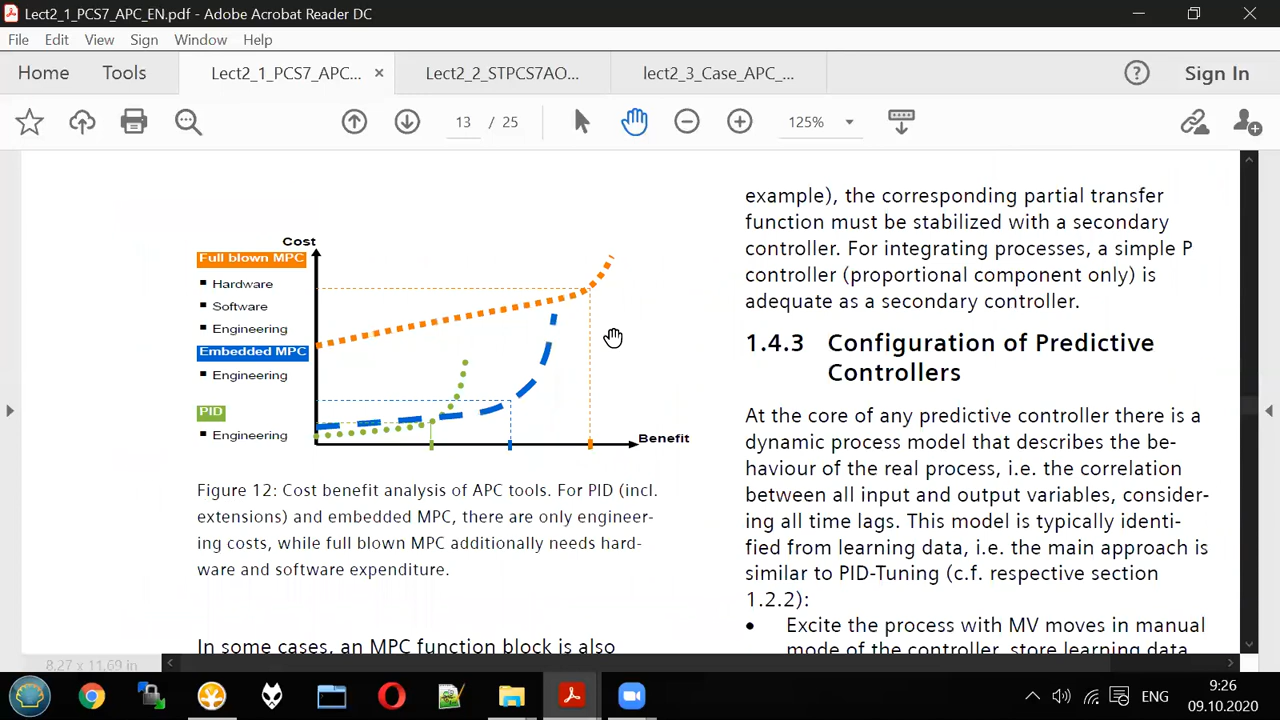 Lect2_1_PCS7_APC_EN.pdf - Adobe Acrobat Reader DC
File Edit View Sign Window Help
Home Tools Lect2_1_PCS7_APC... × Lect2_2_STPCS7AO... lect2_3_Case_APC_... Sign In
13 / 25 125%
Cost
Full blown MPC
Hardware
Software
Engineering
Embedded MPC
Engineering
PID
Engineering
Benefit
Figure 12: Cost benefit analysis of APC tools. For PID (incl.
extensions) and embedded MPC, there are only engineer-
ing costs, while full blown MPC additionally needs hard-
ware and software expenditure.
In some cases, an MPC function block is also
example), the corresponding partial transfer
function must be stabilized with a secondary
controller. For integrating processes, a simple P
controller (proportional component only) is
adequate as a secondary controller.
1.4.3 Configuration of Predictive
Controllers
At the core of any predictive controller there is a
dynamic process model that describes the be-
haviour of the real process, i.e. the correlation
between all input and output variables, consider-
ing all time lags. This model is typically identi-
fied from learning data, i.e. the main approach is
similar to PID-Tuning (c.f. respective section
1.2.2):
• Excite the process with MV moves in manual
mode of the controller, store learning data
8,27 x 11,69 in
ENG
9:26
09.10.2020